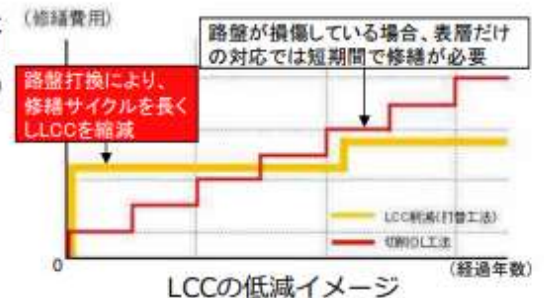 (修繕費用)
路盤が損傷している場合、表層だけ
の対応では短期間で修繕が必要
路盤打換により、
修繕サイクルを長く
しLCCを縮減
LCC削減(打替工法)
切削OL工法
0
(経過年数)
LCCの低減イメージ